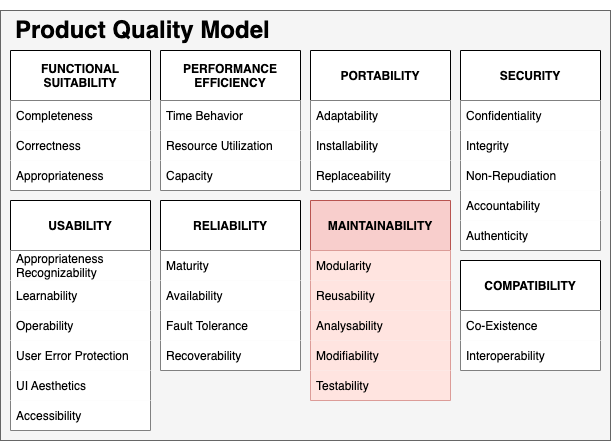 Product Quality Model
FUNCTIONAL
SUITABILITY
Completeness
Correctness
Appropriateness
PERFORMANCE
EFFICIENCY
Time Behavior
Resource Utilization
Capacity
PORTABILITY
Adaptability
Installability
Replaceability
SECURITY
Confidentiality
Integrity
Non-Repudiation
Accountability
Authenticity
USABILITY
Appropriateness
Recognizability
Learnability
Operability
User Error Protection
UI Aesthetics
Accessibility
RELIABILITY
Maturity
Availability
Fault Tolerance
Recoverability
MAINTAINABILITY
Modularity
Reusability
Analysability
Modifiability
Testability
COMPATIBILITY
Co-Existence
Interoperability